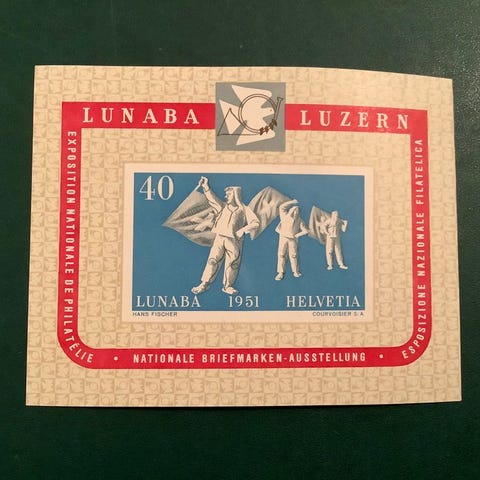 LUNABA LUZERN
EXPOSITION NATIONALE DE PHILATÉLIE • NATIONALE BRIEFMARKEN-AUSSTELLUNG • ESPOSIZIONE NAZIONALE FILATELICA
40
LUNABA 1951 HELVETIA
HANS FISCHER COURVOISIER S.A.